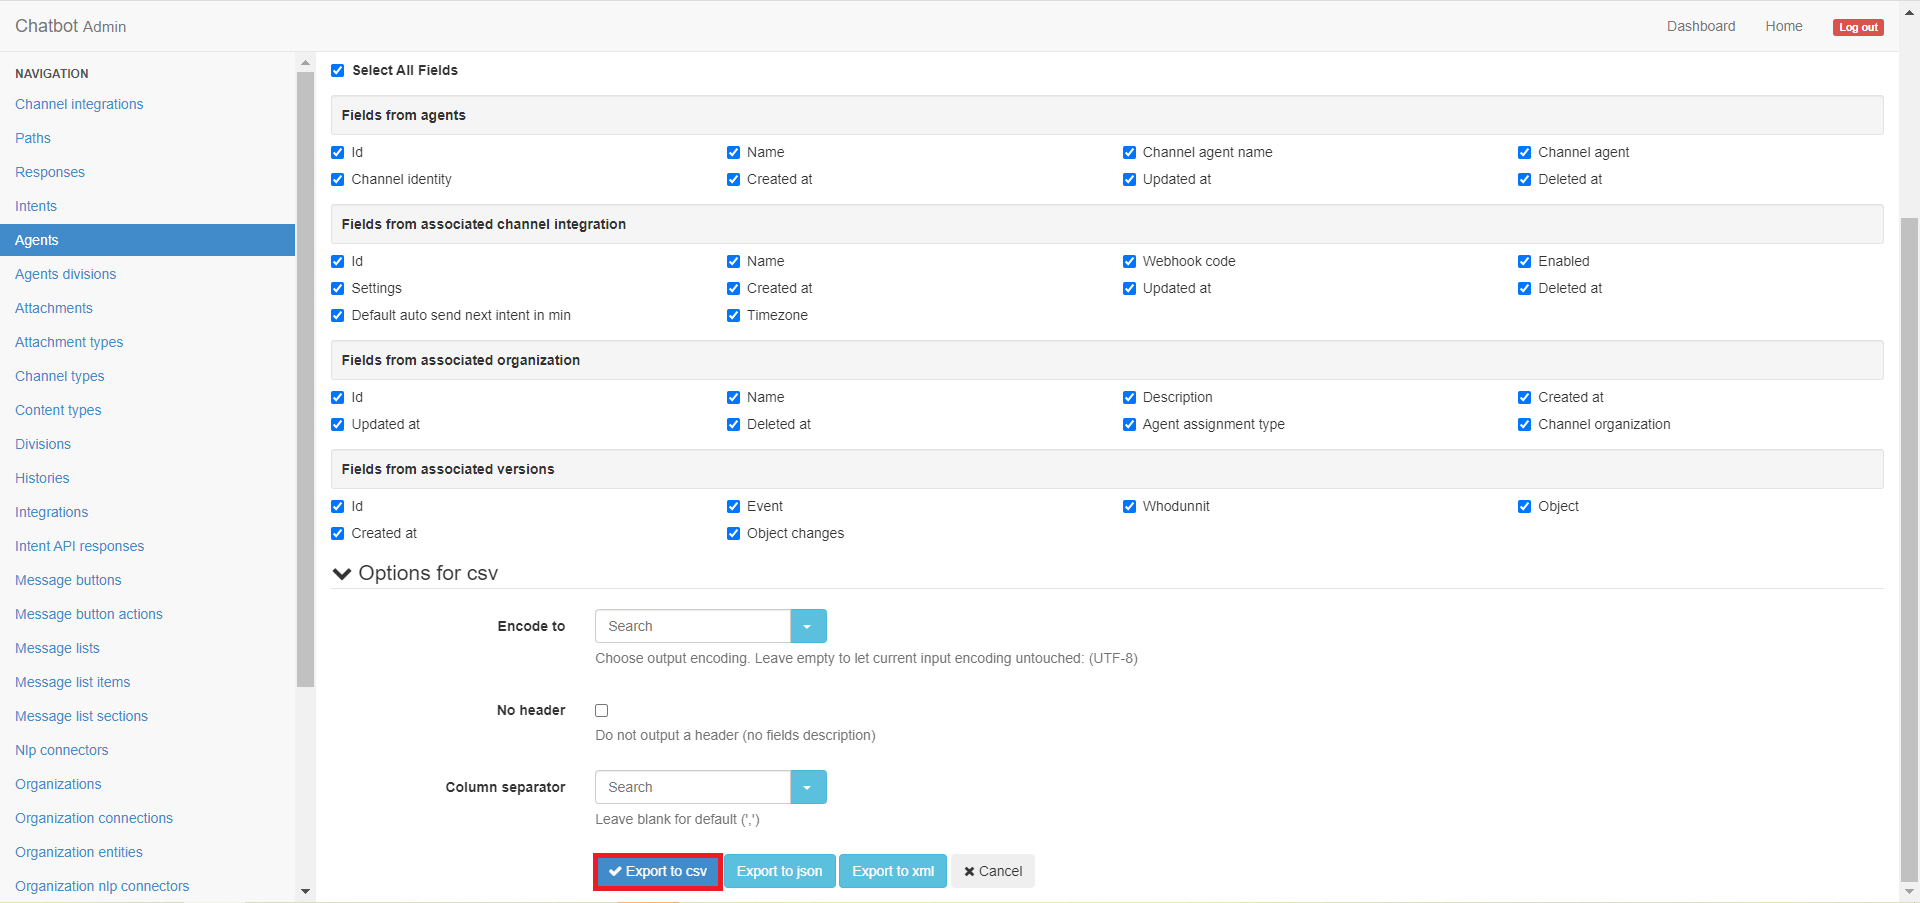 Chatbot Admin
Dashboard Home Log out
NAVIGATION
Channel integrations
Paths
Responses
Intents
Agents
Agents divisions
Attachments
Attachment types
Channel types
Content types
Divisions
Histories
Integrations
Intent API responses
Message buttons
Message button actions
Message lists
Message list items
Message list sections
Nlp connectors
Organizations
Organization connections
Organization entities
Organization nlp connectors
Select All Fields
Fields from agents
Id Name Channel agent name Channel agent
Channel identity Created at Updated at Deleted at
Fields from associated channel integration
Id Name Webhook code Enabled
Settings Created at Updated at Deleted at
Default auto send next intent in min Timezone
Fields from associated organization
Id Name Description Created at
Updated at Deleted at Agent assignment type Channel organization
Fields from associated versions
Id Event Whodunnit Object
Created at Object changes
Options for csv
Encode to Search
Choose output encoding. Leave empty to let current input encoding untouched: (UTF-8)
No header
Do not output a header (no fields description)
Column separator Search
Leave blank for default (',')
Export to csv Export to json Export to xml Cancel